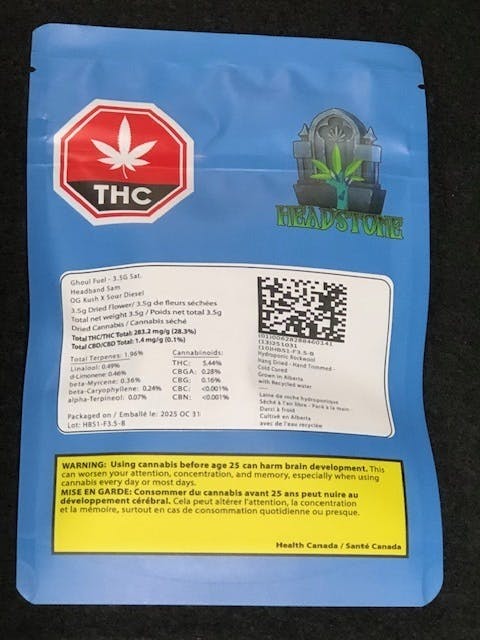 THC
HEADSTONE
Ghoul Fuel - 3.5G Sat.
Headband Sam
OG Kush X Sour Diesel
3.5g Dried Flower/ 3.5g de fleurs séchées
Total net weight 3.5g / Poids net total 3.5g
Dried Cannabis / Cannabis séché
Total THC/THC Total: 283.2 mg/g (28.3%)
Total CBD/CBD Total: 1.4 mg/g (0.1%)
Total Terpenes: 1.96%
Linalool: 0.49%
d-Limonene: 0.46%
beta-Myrcene: 0.36%
beta-Caryophyllene: 0.24%
alpha-Terpineol: 0.07%
Cannabinoids:
THC: 5.44%
CBGA: 0.28%
CBG: 0.16%
CBC: <0.001%
CBN: <0.001%
Packaged on / Emballé le: 2025 OC 31
Lot: HBS1-F3.5-B
(01)00628288460141
(13)251031
(10)HBS1-F3.5-B
Hydroponic Rockwool
Hang Dried - Hand Trimmed -
Cold Cured
Grown in Alberta
with Recycled water
Laine de roche hydroponique
Séché à l'air libre - Paré à la main-
Durci à froid
Cultivé en Alberta
avec de l'eau recyclée
WARNING: Using cannabis before age 25 can harm brain development. This
can worsen your attention, concentration, and memory, especially when using
cannabis every day or most days.
MISE EN GARDE: Consommer du cannabis avant 25 ans peut nuire au
développement cérébral. Cela peut altérer l'attention, la concentration
et la mémoire, surtout en cas de consommation quotidienne ou presque.
Health Canada / Santé Canada